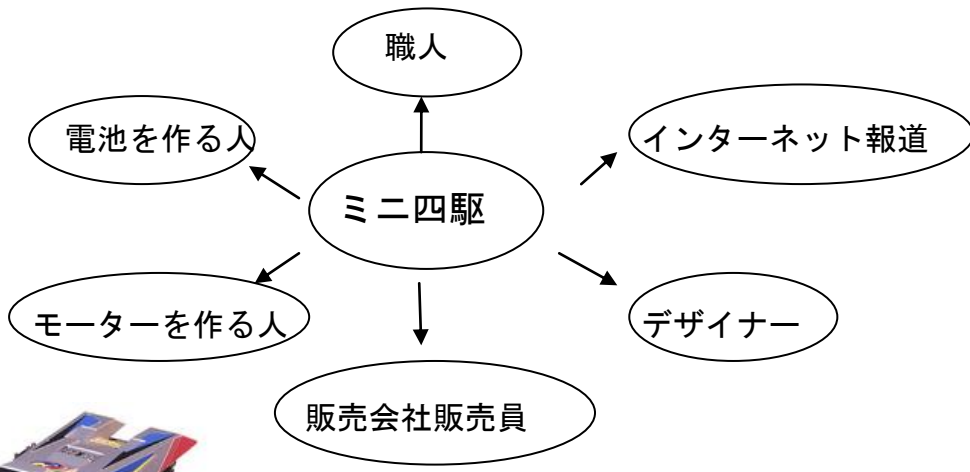 職人
電池を作る人
インターネット報道
ミニ四駆
モーターを作る人
デザイナー
販売会社販売員